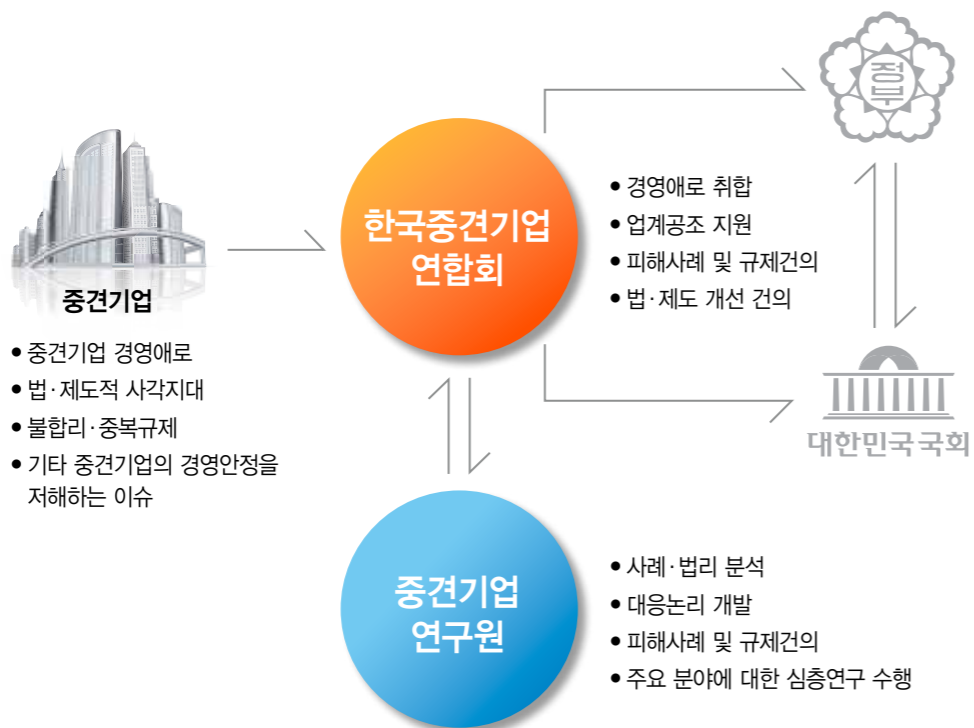 중견기업
• 중견기업 경영애로
• 법·제도적 사각지대
• 불합리·중복규제
• 기타 중견기업의 경영안정을
저해하는 이슈
한국중견기업
연합회
• 경영애로 취합
• 업계공조 지원
• 피해사례 및 규제건의
• 법·제도 개선 건의
정부
대한민국국회
중견기업
연구원
• 사례·법리 분석
• 대응논리 개발
• 피해사례 및 규제건의
• 주요 분야에 대한 심층연구 수행